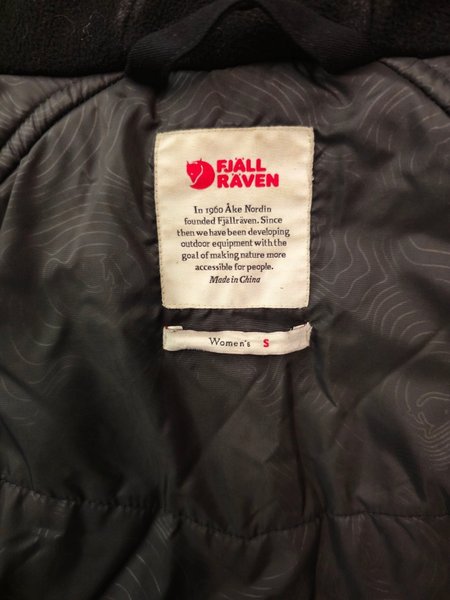 FJÄLL
RÄVEN
In 1960 Åke Nordin
founded Fjällräven. Since
then we have been developing
outdoor equipment with the
goal of making nature more
accessible for people.
Made in China
Women's S